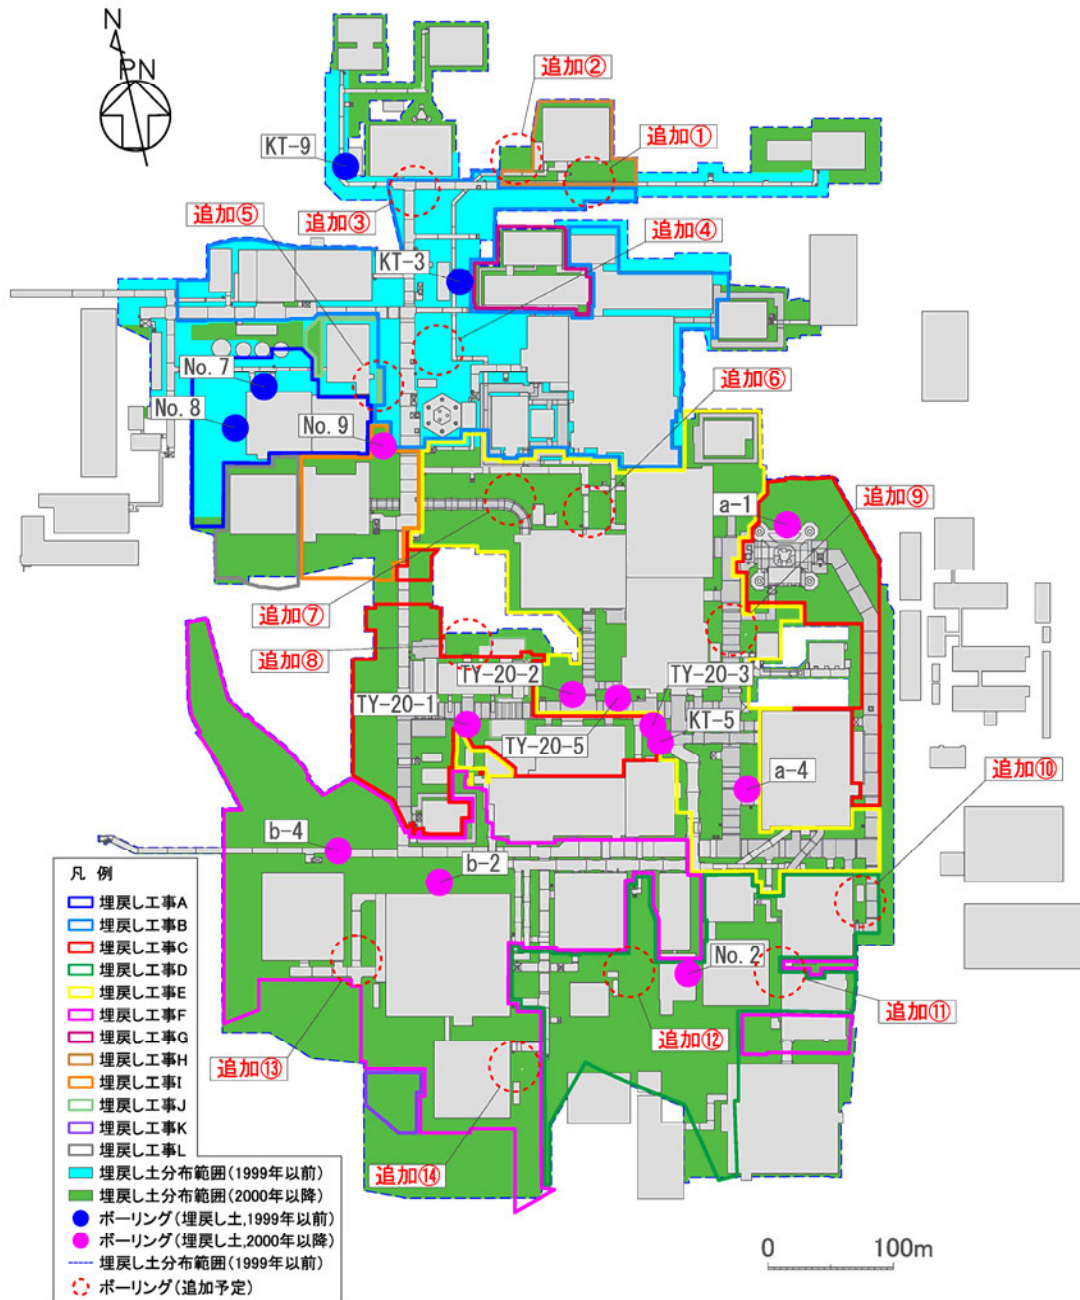 N
PN
追加②
追加①
KT-9
追加⑤
追加③
追加④
KT-3
No. 7
追加⑥
No. 8
No. 9
追加⑨
a-1
追加⑦
追加⑧
TY-20-2
TY-20-3
TY-20-1
KT-5
TY-20-5
a-4
追加⑩
b-4
b-2
No. 2
追加⑪
追加⑫
追加⑬
追加⑭
凡 例
埋戻し工事A
埋戻し工事B
埋戻し工事C
埋戻し工事D
埋戻し工事E
埋戻し工事F
埋戻し工事G
埋戻し工事H
埋戻し工事I
埋戻し工事J
埋戻し工事K
埋戻し工事L
埋戻し土分布範囲(1999年以前)
埋戻し土分布範囲(2000年以降)
ボーリング(埋戻し土,1999年以前)
ボーリング(埋戻し土,2000年以降)
埋戻し土分布範囲(1999年以前)
ボーリング(追加予定)
0 100m